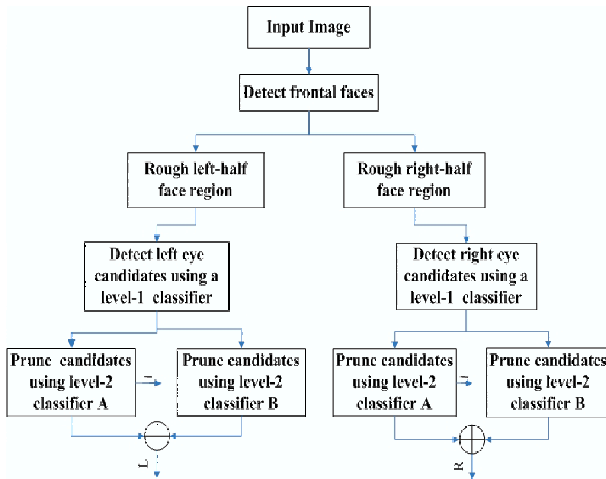 Input Image
Detect frontal faces
Rough left-half
face region
Rough right-half
face region
Detect left eye
candidates using a
level-1 classifier
Detect right eye
candidates using a
level-1 classifier
Prune candidates
using level-2
classifier A
Prune candidates
using level-2
classifier B
Prune candidates
using level-2
classifier A
Prune candidates
using level-2
classifier B
L
R